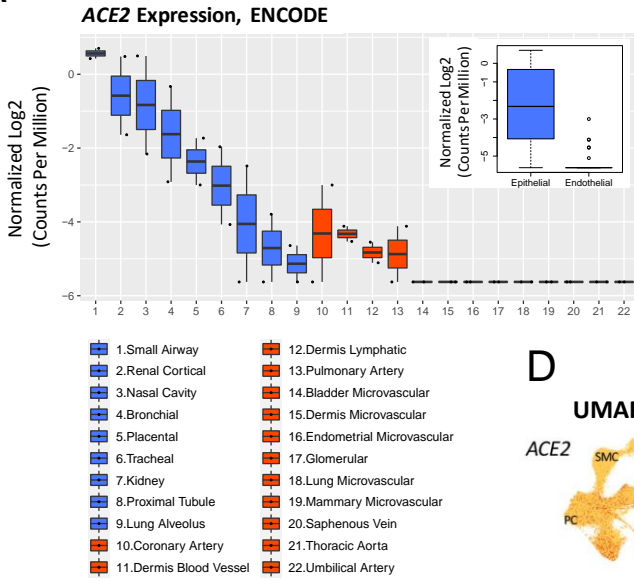 ACE2 Expression, ENCODE
Normalized Log2
(Counts Per Million)
0
−2
−4
−6
1 2 3 4 5 6 7 8 9 10 11 12 13 14 15 16 17 18 19 20 21 22
Normalized Log2
(Counts Per Million)
0
−1
−3
−5
Epithelial Endothelial
1.Small Airway
2.Renal Cortical
3.Nasal Cavity
4.Bronchial
5.Placental
6.Tracheal
7.Kidney
8.Proximal Tubule
9.Lung Alveolus
10.Coronary Artery
11.Dermis Blood Vessel
12.Dermis Lymphatic
13.Pulmonary Artery
14.Bladder Microvascular
15.Dermis Microvascular
16.Endometrial Microvascular
17.Glomerular
18.Lung Microvascular
19.Mammary Microvascular
20.Saphenous Vein
21.Thoracic Aorta
22.Umbilical Artery
D
ACE2
SMC
PC